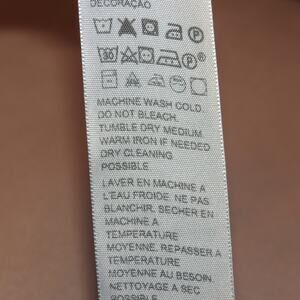 DECORAÇÃO
MACHINE WASH COLD.
DO NOT BLEACH.
TUMBLE DRY MEDIUM.
WARM IRON IF NEEDED
DRY CLEANING
POSSIBLE.
LAVER EN MACHINE A
L'EAU FROIDE. NE PAS
BLANCHIR. SECHER EN
MACHINE A
TEMPERATURE
MOYENNE. REPASSER A
TEMPERATURE
MOYENNE AU BESOIN.
NETTOYAGE A SEC
POSSIBLE